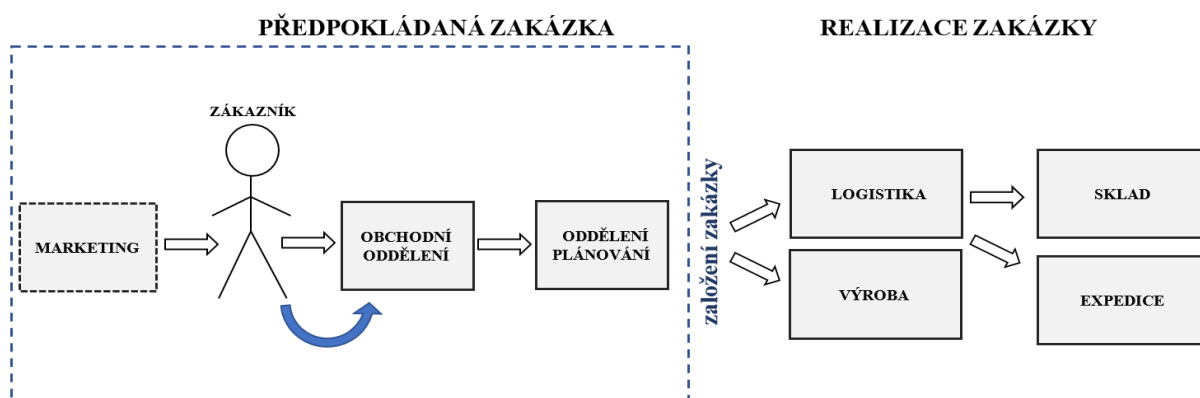 PŘEDPOKLÁDANÁ ZAKÁZKA
REALIZACE ZAKÁZKY
ZÁKAZNÍK
MARKETING
OBCHODNÍ
ODDĚLENÍ
ODDĚLENÍ
PLÁNOVÁNÍ
založení zakázky
LOGISTIKA
SKLAD
VÝROBA
EXPEDICE